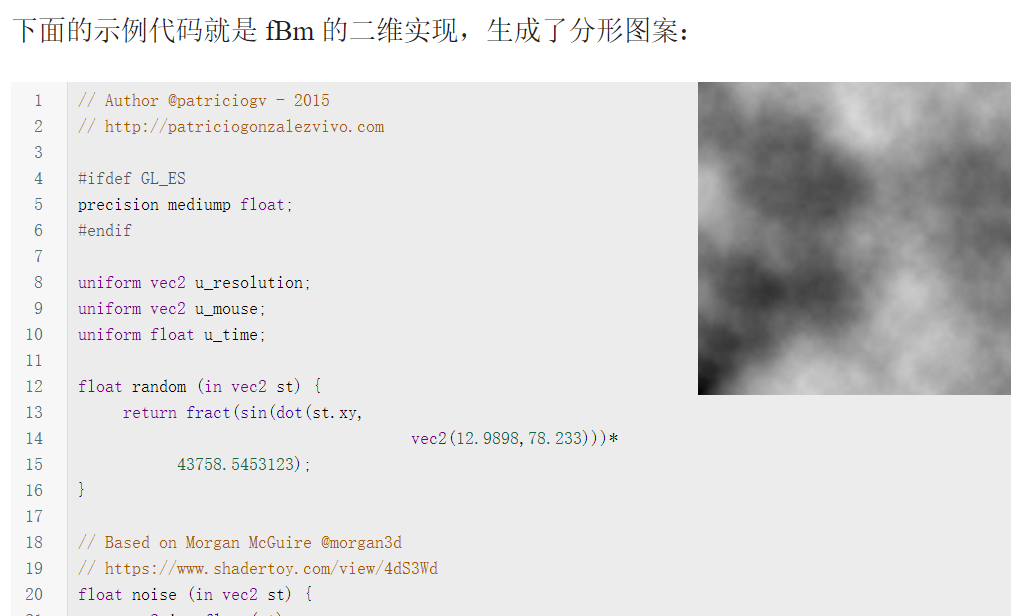 下面的示例代码就是 fBm 的二维实现，生成了分形图案：
1 // Author @patriciogv - 2015
2 // http://patriciogonzalezvivo.com
3
4 #ifdef GL_ES
5 precision mediump float;
6 #endif
7
8 uniform vec2 u_resolution;
9 uniform vec2 u_mouse;
10 uniform float u_time;
11
12 float random (in vec2 st) {
13 return fract(sin(dot(st.xy,
14 vec2(12.9898,78.233)))*
15 43758.5453123);
16 }
17
18 // Based on Morgan McGuire @morgan3d
19 // https://www.shadertoy.com/view/4dS3Wd
20 float noise (in vec2 st) {